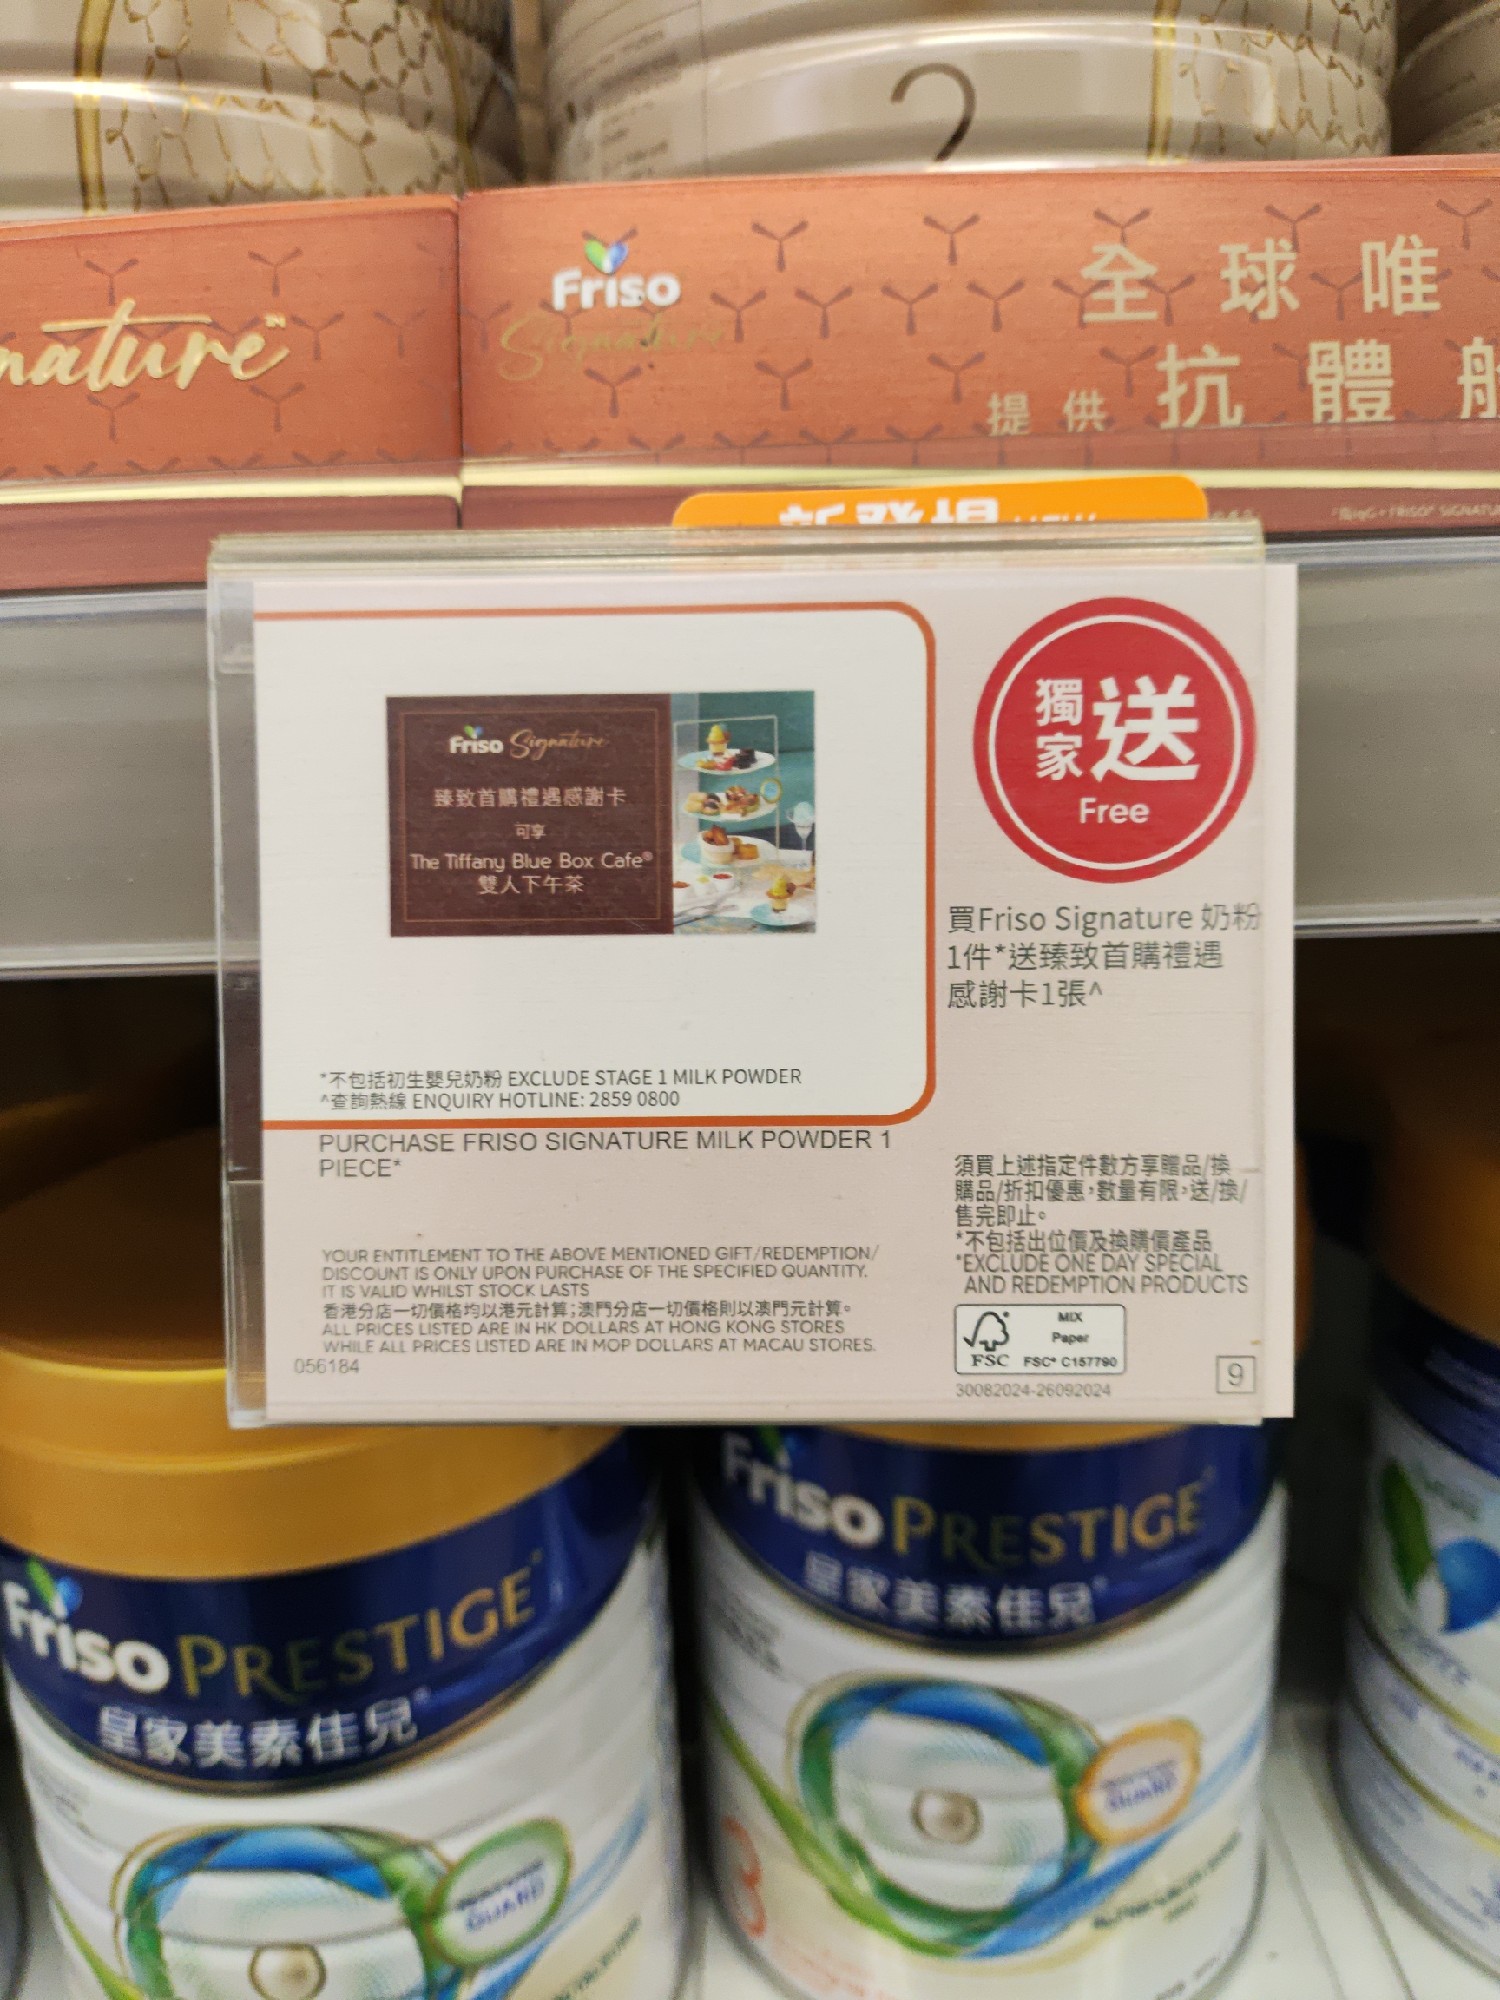 2
nature
Friso
Signature
全球唯
提供抗體
Friso Signature
臻致首購禮遇感謝卡
可享
The Tiffany Blue Box Cafe®
雙人下午茶
獨家送
Free
買Friso Signature 奶粉
1件*送臻致首購禮遇
感謝卡1張^
*不包括初生嬰兒奶粉 EXCLUDE STAGE 1 MILK POWDER
^查詢熱線 ENQUIRY HOTLINE: 2859 0800
PURCHASE FRISO SIGNATURE MILK POWDER 1
PIECE*
YOUR ENTITLEMENT TO THE ABOVE MENTIONED GIFT/REDEMPTION/
DISCOUNT IS ONLY UPON PURCHASE OF THE SPECIFIED QUANTITY.
IT IS VALID WHILST STOCK LASTS
香港分店一切價格均以港元計算;澳門分店一切價格則以澳門元計算。
ALL PRICES LISTED ARE IN HK DOLLARS AT HONG KONG STORES
WHILE ALL PRICES LISTED ARE IN MOP DOLLARS AT MACAU STORES.
056184
須買上述指定件數方享贈品/換
購品/折扣優惠,數量有限,送/換/
售完即止。
*不包括出位價及換購價產品
*EXCLUDE ONE DAY SPECIAL
AND REDEMPTION PRODUCTS
FSC
MIX
Paper
FSC® C157790
30082024-26092024
9
Friso PRESTIGE
皇家美素佳兒
Friso PRESTIGE
皇家美素佳兒
3